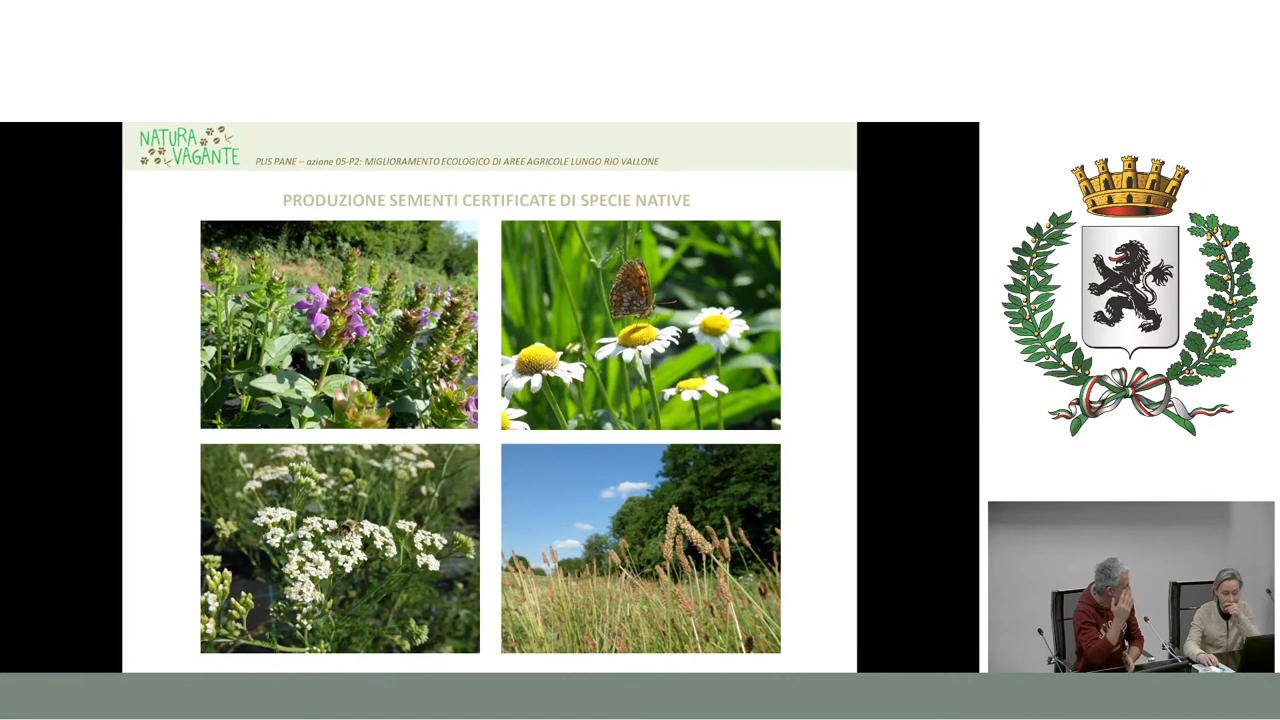 NATURA
VAGANTE
PLIS PANE – azione 05-P2: MIGLIORAMENTO ECOLOGICO DI AREE AGRICOLE LUNGO RIO VALLONE
PRODUZIONE SEMENTI CERTIFICATE DI SPECIE NATIVE